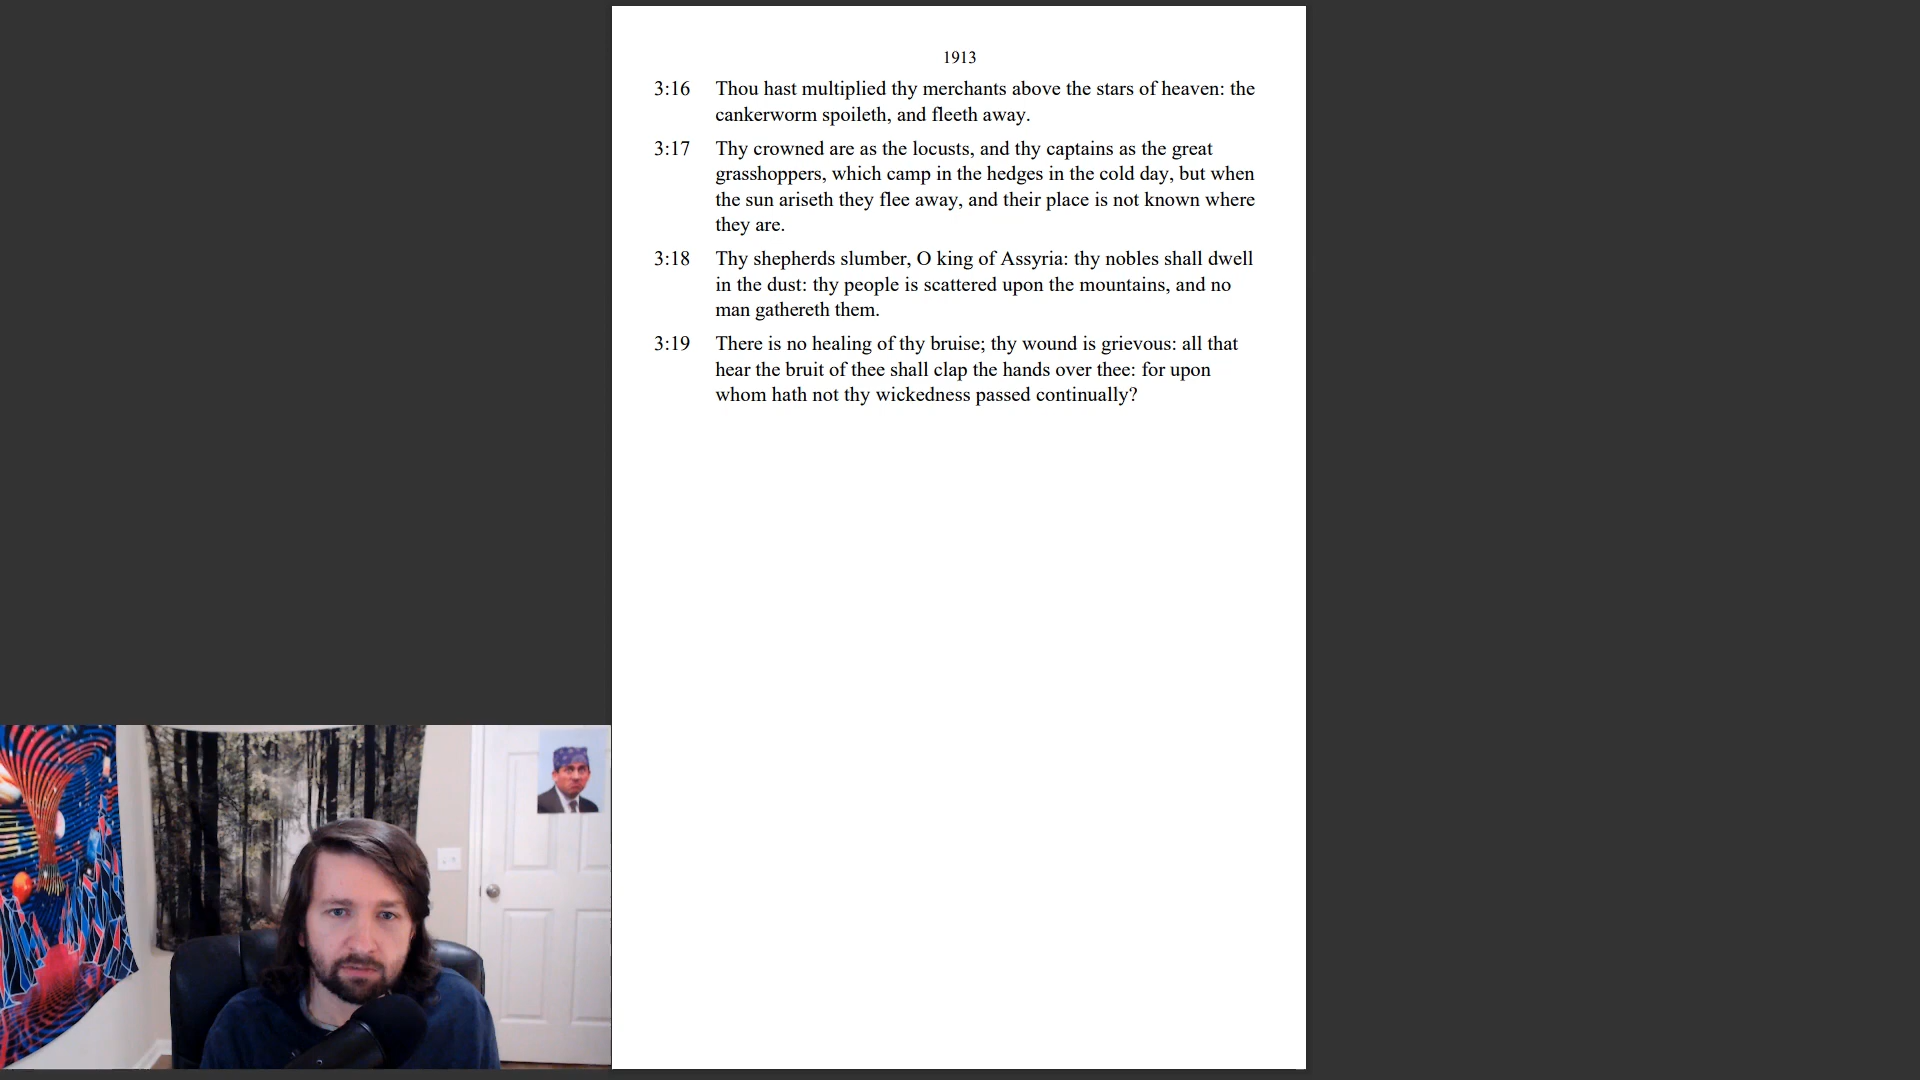 1913
3:16 Thou hast multiplied thy merchants above the stars of heaven: the
cankerworm spoileth, and fleeth away.
3:17 Thy crowned are as the locusts, and thy captains as the great
grasshoppers, which camp in the hedges in the cold day, but when
the sun ariseth they flee away, and their place is not known where
they are.
3:18 Thy shepherds slumber, O king of Assyria: thy nobles shall dwell
in the dust: thy people is scattered upon the mountains, and no
man gathereth them.
3:19 There is no healing of thy bruise; thy wound is grievous: all that
hear the bruit of thee shall clap the hands over thee: for upon
whom hath not thy wickedness passed continually?